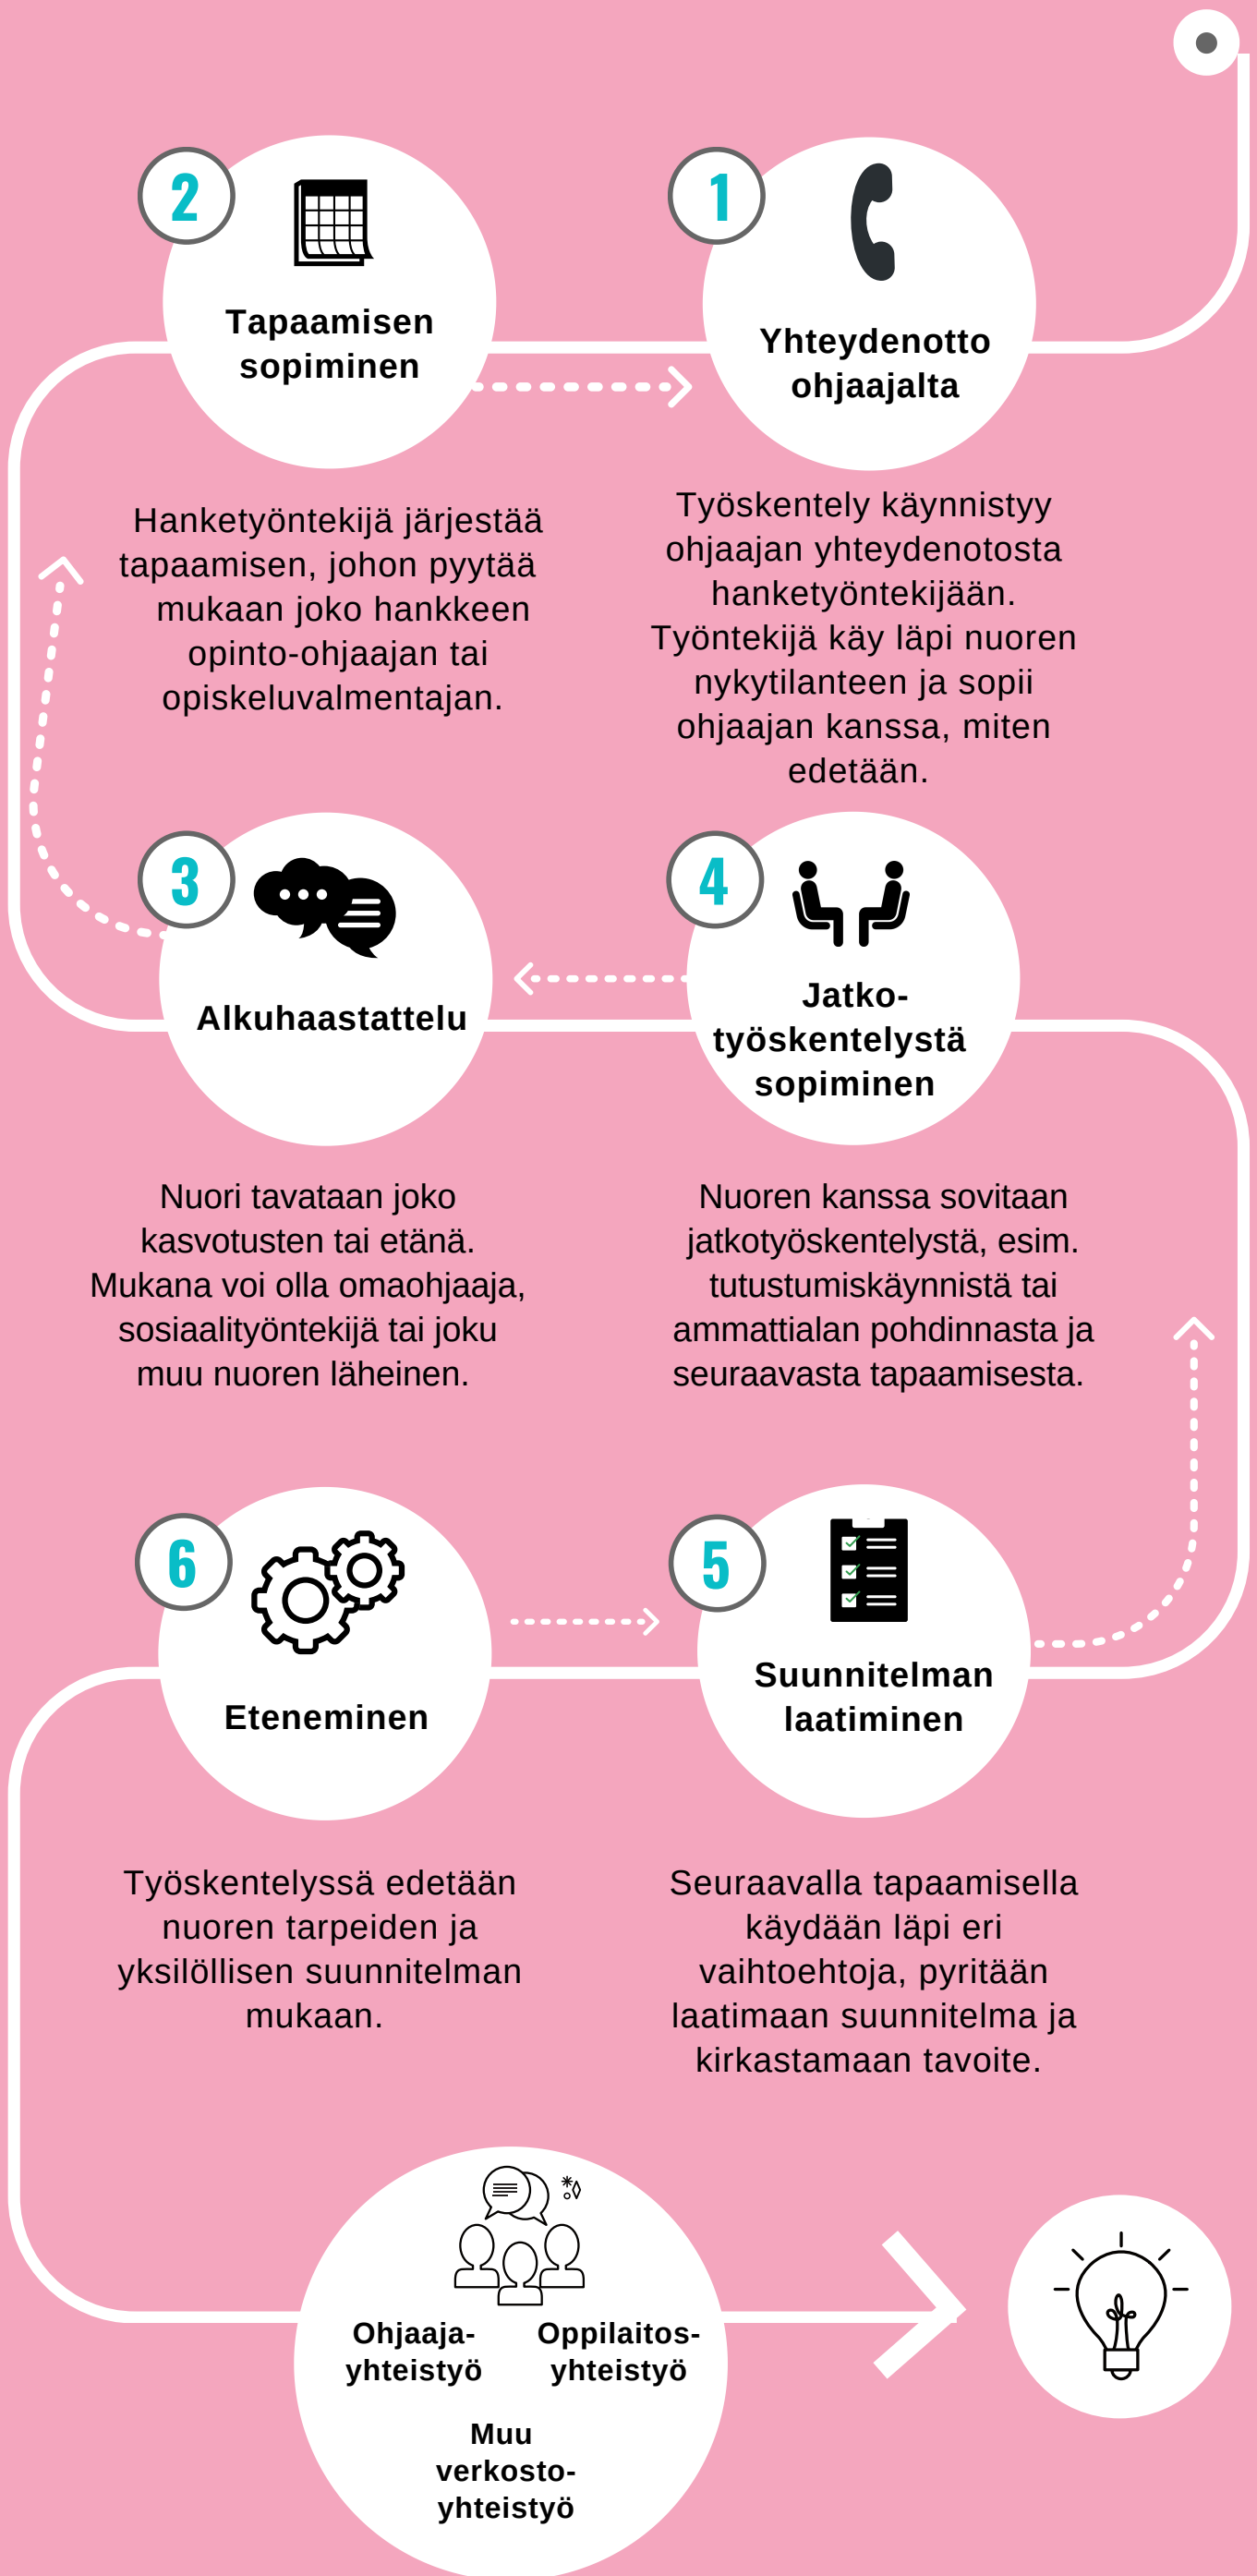 1
Yhteydenotto
ohjaajalta
Työskentely käynnistyy
ohjaajan yhteydenotosta
hanketyöntekijään.
Työntekijä käy läpi nuoren
nykytilanteen ja sopii
ohjaajan kanssa, miten
edetään.
2
Tapaamisen
sopiminen
Hanketyöntekijä järjestää
tapaamisen, johon pyytää
mukaan joko hankkeen
opinto-ohjaajan tai
opiskeluvalmentajan.
3
Alkuhaastattelu
Nuori tavataan joko
kasvotusten tai etänä.
Mukana voi olla omaohjaaja,
sosiaalityöntekijä tai joku
muu nuoren läheinen.
4
Jatko-
työskentelystä
sopiminen
Nuoren kanssa sovitaan
jatkotyöskentelystä, esim.
tutustumiskäynnistä tai
ammattialan pohdinnasta ja
seuraavasta tapaamisesta.
5
Suunnitelman
laatiminen
Seuraavalla tapaamisella
käydään läpi eri
vaihtoehtoja, pyritään
laatimaan suunnitelma ja
kirkastamaan tavoite.
6
Eteneminen
Työskentelyssä edetään
nuoren tarpeiden ja
yksilöllisen suunnitelman
mukaan.
Ohjaaja-
yhteistyö
Oppilaitos-
yhteistyö
Muu
verkosto-
yhteistyö